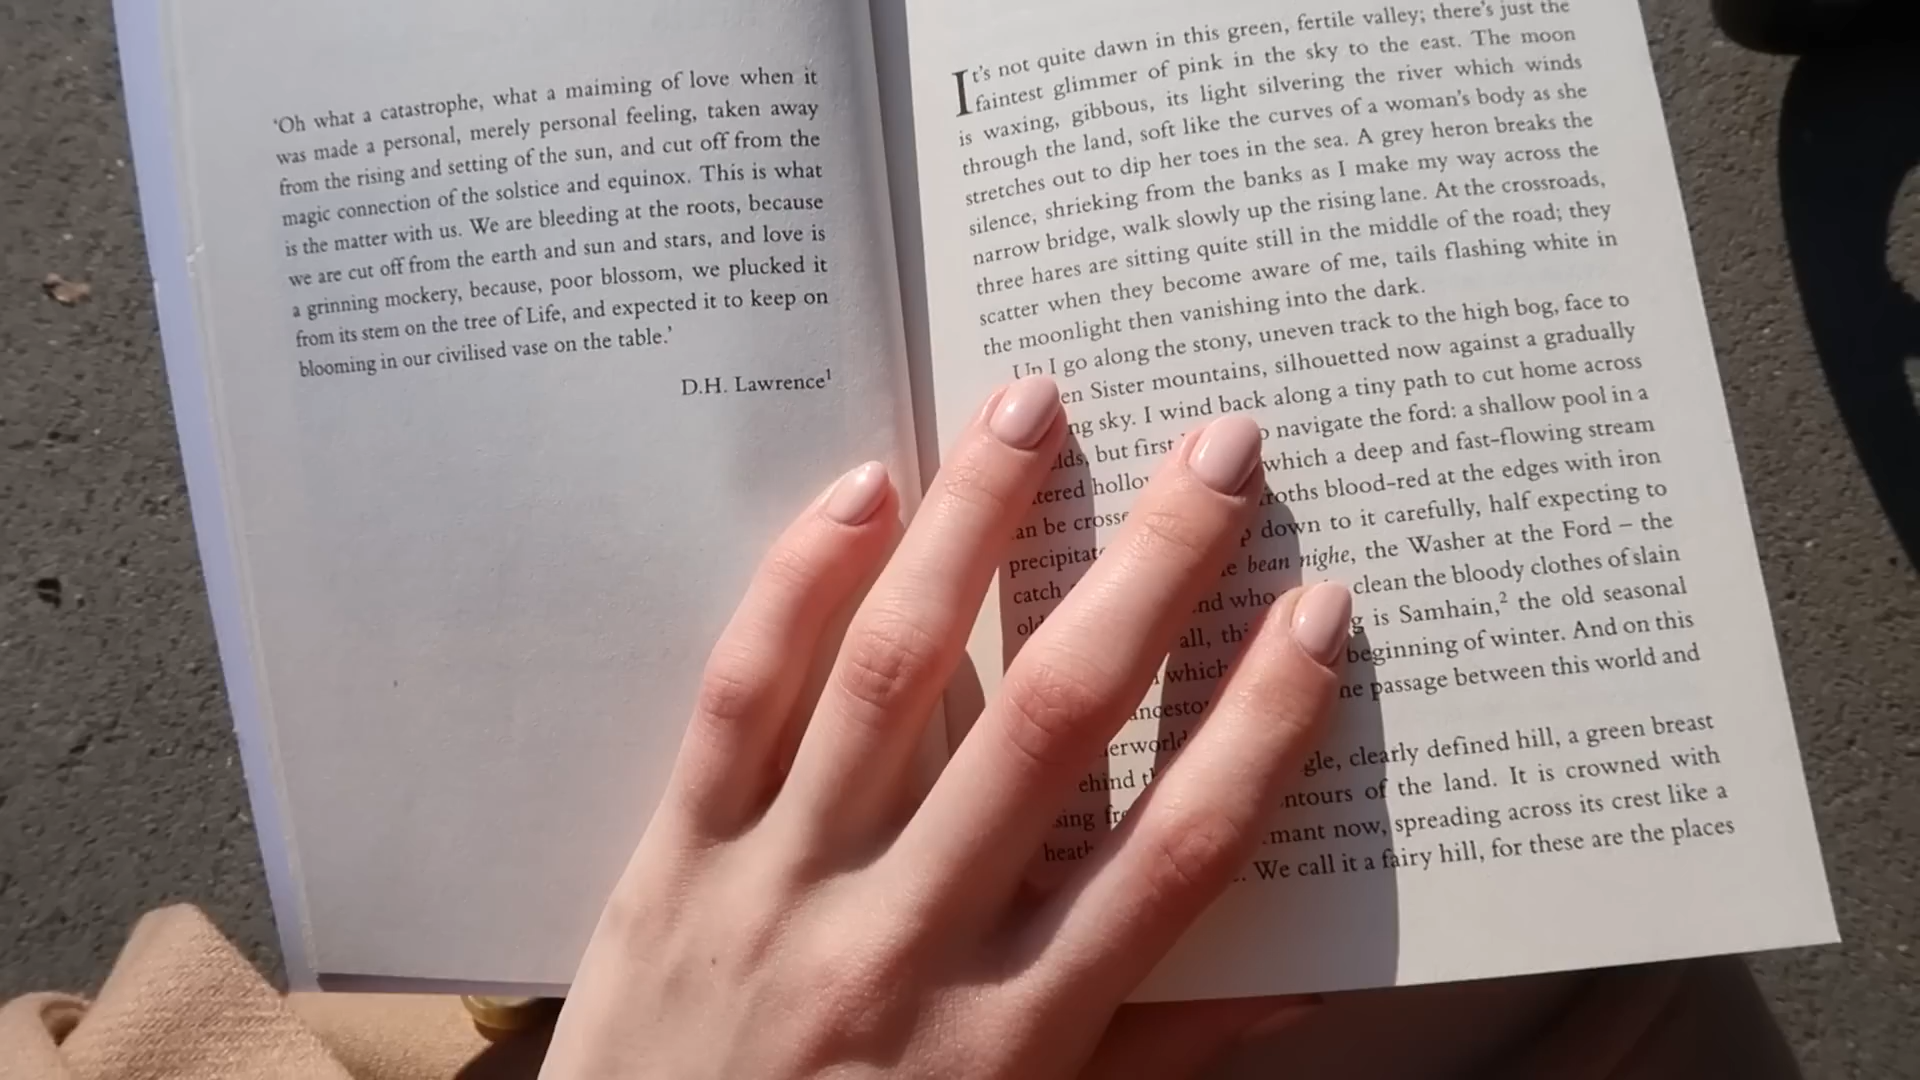 ‘Oh what a catastrophe, what a maiming of love when it
was made a personal, merely personal feeling, taken away
from the rising and setting of the sun, and cut off from the
magic connection of the solstice and equinox. This is what
is the matter with us. We are bleeding at the roots, because
we are cut off from the earth and sun and stars, and love is
a grinning mockery, because, poor blossom, we plucked it
from its stem on the tree of Life, and expected it to keep on
blooming in our civilised vase on the table.’
D.H. Lawrence¹
It’s not quite dawn in this green, fertile valley; there’s just the
faintest glimmer of pink in the sky to the east. The moon
is waxing, gibbous, its light silvering the river which winds
through the land, soft like the curves of a woman’s body as she
stretches out to dip her toes in the sea. A grey heron breaks the
silence, shrieking from the banks as I make my way across the
narrow bridge, walk slowly up the rising lane. At the crossroads,
three hares are sitting quite still in the middle of the road; they
scatter when they become aware of me, tails flashing white in
the moonlight then vanishing into the dark.
Up I go along the stony, uneven track to the high bog, face to
Sister mountains, silhouetted now against a gradually
sky. I wind back along a tiny path to cut home across
but first navigate the ford: a shallow pool in a
which a deep and fast-flowing stream
be blood-red at the edges with iron
down to it carefully, half expecting to
catch bean nighe, the Washer at the Ford – the
who clean the bloody clothes of slain
all, is Samhain,² the old seasonal
which beginning of winter. And on this
passage between this world and
clearly defined hill, a green breast
of the land. It is crowned with
now, spreading across its crest like a
We call it a fairy hill, for these are the places